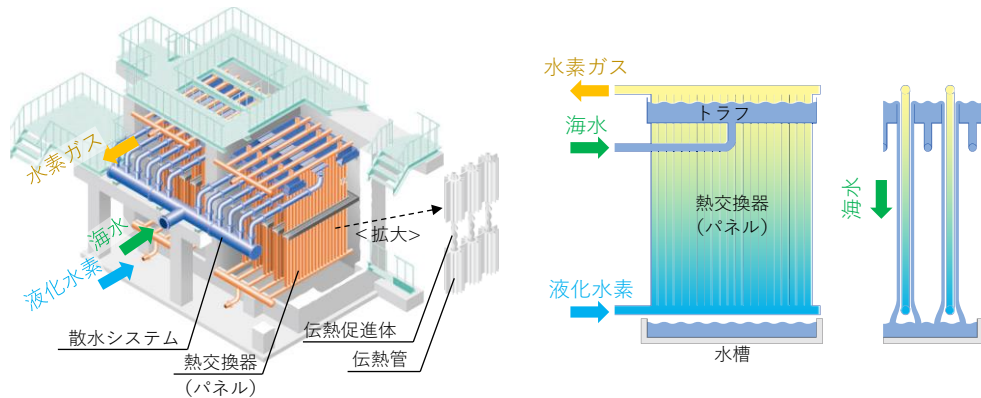 水素ガス
海水
液化水素
散水システム
熱交換器
(パネル)
<拡大>
伝熱促進体
伝熱管
水素ガス
海水
トラフ
熱交換器
(パネル)
液化水素
水槽
海水